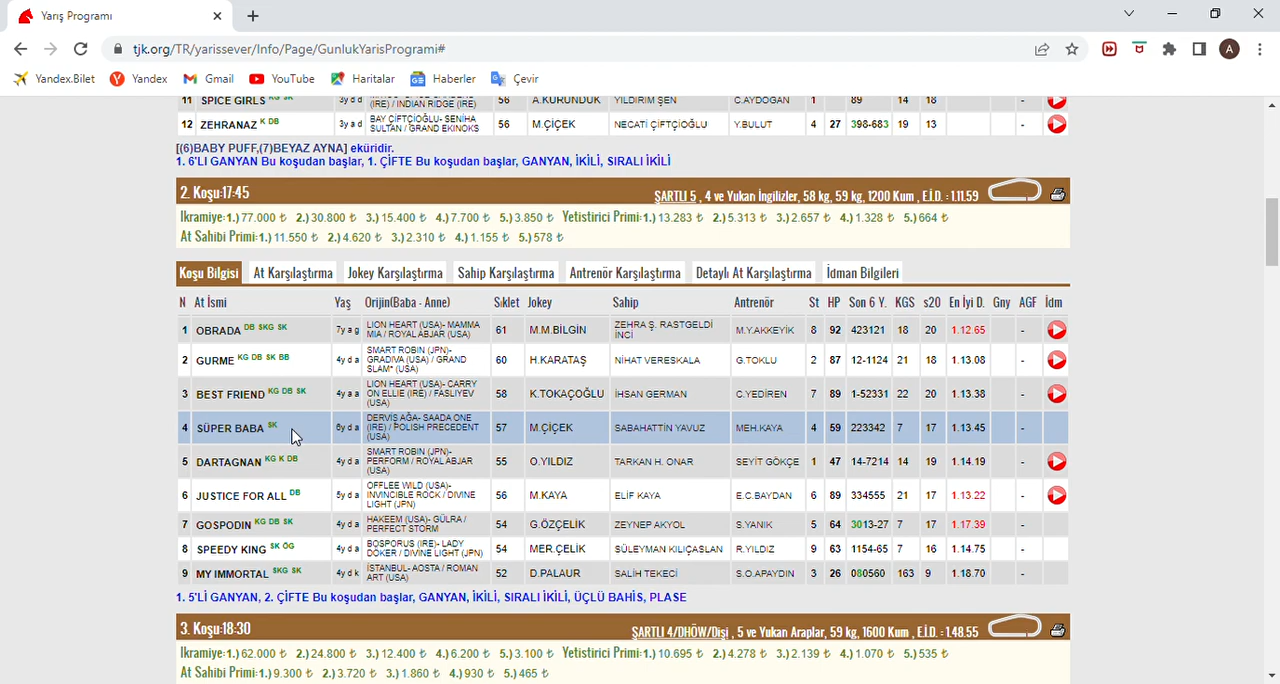 Yarış Programı
tjk.org/TR/yarissever/Info/Page/GunlukYarisProgrami#
A
Yandex.Bilet Yandex Gmail YouTube Haritalar Haberler Çevir
11 SPICE GIRLS KG SK 3y d d (IRE) / INDIAN RIDGE (IRE) 56 A.KURUNDUK YILDIRIM ŞEN C.AYDOĞAN 1 89 14 18 -
12 ZEHRANAZ K DB 3y a d BAY ÇİFTÇİOĞLU- SENİHA SULTAN / GRAND EKINOKS 56 M.ÇİÇEK NECATİ ÇİFTÇİOĞLU Y.BULUT 4 27 398-683 19 13 -
[(6)BABY PUFF,(7)BEYAZ AYNA] eküridir.
1. 6'LI GANYAN Bu koşudan başlar, 1. ÇİFTE Bu koşudan başlar, GANYAN, İKİLİ, SIRALI İKİLİ
2. Koşu:17:45 ŞARTLI 5 , 4 ve Yukarı İngilizler, 58 kg, 59 kg, 1200 Kum , E.İ.D. : 1.11.59
Ikramiye:1.) 77.000 ₺ 2.) 30.800 ₺ 3.) 15.400 ₺ 4.) 7.700 ₺ 5.) 3.850 ₺ Yetistirici Primi:1.) 13.283 ₺ 2.) 5.313 ₺ 3.) 2.657 ₺ 4.) 1.328 ₺ 5.) 664 ₺
At Sahibi Primi:1.) 11.550 ₺ 2.) 4.620 ₺ 3.) 2.310 ₺ 4.) 1.155 ₺ 5.) 578 ₺
Koşu Bilgisi At Karşılaştırma Jokey Karşılaştırma Sahip Karşılaştırma Antrenör Karşılaştırma Detaylı At Karşılaştırma İdman Bilgileri
N At İsmi Yaş Orijin(Baba - Anne) Sıklet Jokey Sahip Antrenör St HP Son 6 Y. KGS s20 En İyi D. Gny AGF İdm
1 OBRADA DB SKG SK 7y a g LION HEART (USA)- MAMMA MIA / ROYAL ABJAR (USA) 61 M.M.BİLGİN ZEHRA Ş. RASTGELDİ İNCİ M.Y.AKKEYİK 8 92 423121 18 20 1.12.65 -
2 GURME KG DB SK BB 4y d a SMART ROBIN (JPN)- GRADIVA (USA) / GRAND SLAM* (USA) 60 H.KARATAŞ NİHAT VERESKALA G.TOKLU 2 87 12-1124 21 18 1.13.08 -
3 BEST FRIEND KG DB SK 4y a a LION HEART (USA)- CARRY ON ELLIE (IRE) / FASLIYEV (USA) 58 K.TOKAÇOĞLU İHSAN GERMAN C.YEDİREN 7 89 1-52331 22 20 1.13.38 -
4 SÜPER BABA SK 6y d a DERVİŞ AĞA- SAADA ONE (IRE) / POLISH PRECEDENT (USA) 57 M.ÇİÇEK SABAHATTİN YAVUZ MEH.KAYA 4 59 223342 7 17 1.13.45 -
5 DARTAGNAN KG K DB 4y d a SMART ROBIN (JPN)- PERFORM / ROYAL ABJAR (USA) 55 O.YILDIZ TARKAN H. ONAR SEYİT GÖKÇE 1 47 14-7214 14 19 1.14.19 -
6 JUSTICE FOR ALL DB 5y d a OFFLEE WILD (USA)- INVINCIBLE ROCK / DIVINE LIGHT (JPN) 56 M.KAYA ELİF KAYA E.C.BAYDAN 6 89 334555 21 17 1.13.22 -
7 GOSPODIN KG DB SK 4y d a HAKEEM (USA)- GÜLRA / PERFECT STORM 54 G.ÖZÇELİK ZEYNEP AKYOL S.YANIK 5 64 3013-27 7 17 1.17.39 -
8 SPEEDY KING SK ÖG 4y d a BOSPORUS (IRE)- LADY DÖKER / DIVINE LIGHT (JPN) 54 MER.ÇELİK SÜLEYMAN KILIÇASLAN R.YILDIZ 9 63 1154-65 7 16 1.14.75 -
9 MY IMMORTAL SKG SK 4y d k İSTANBUL- AOSTA / ROMAN ART (USA) 52 D.PALAUR SALİH TEKECİ S.O.APAYDIN 3 26 080560 163 9 1.18.70 -
1. 5'Lİ GANYAN, 2. ÇİFTE Bu koşudan başlar, GANYAN, İKİLİ, SIRALI İKİLİ, ÜÇLÜ BAHİS, PLASE
3. Koşu:18:30 ŞARTLI 4/DHÖW/Dişi , 5 ve Yukarı Araplar, 59 kg, 1600 Kum , E.İ.D. : 1.48.55
Ikramiye:1.) 62.000 ₺ 2.) 24.800 ₺ 3.) 12.400 ₺ 4.) 6.200 ₺ 5.) 3.100 ₺ Yetistirici Primi:1.) 10.695 ₺ 2.) 4.278 ₺ 3.) 2.139 ₺ 4.) 1.070 ₺ 5.) 535 ₺
At Sahibi Primi:1.) 9.300 ₺ 2.) 3.720 ₺ 3.) 1.860 ₺ 4.) 930 ₺ 5.) 465 ₺